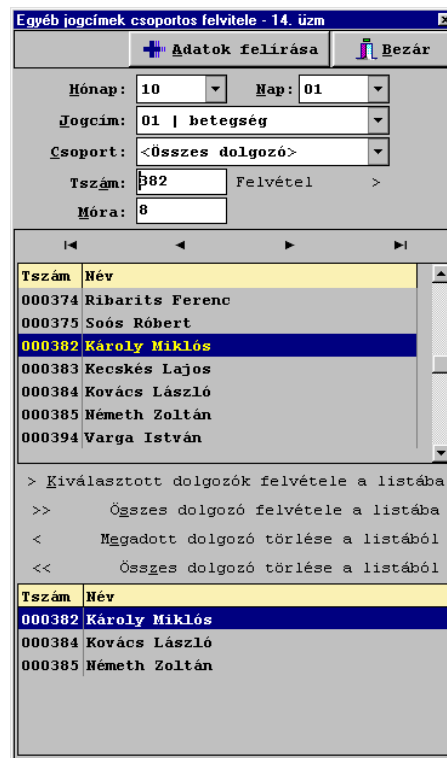 Egyéb jogcímek csoportos felvitele - 14. üzm
Adatok felírása Bezár
Hónap: 10 Nap: 01
Jogcím: 01 | betegség
Csoport: <Összes dolgozó>
Tszám: 382 Felvétel >
Móra: 8
Tszám Név
000374 Ribarits Ferenc
000375 Soós Róbert
000382 Károly Miklós
000383 Kecskés Lajos
000384 Kovács László
000385 Németh Zoltán
000394 Varga István
> Kiválasztott dolgozók felvétele a listába
>> Összes dolgozó felvétele a listába
< Megadott dolgozó törlése a listából
<< Összes dolgozó törlése a listából
Tszám Név
000382 Károly Miklós
000384 Kovács László
000385 Németh Zoltán